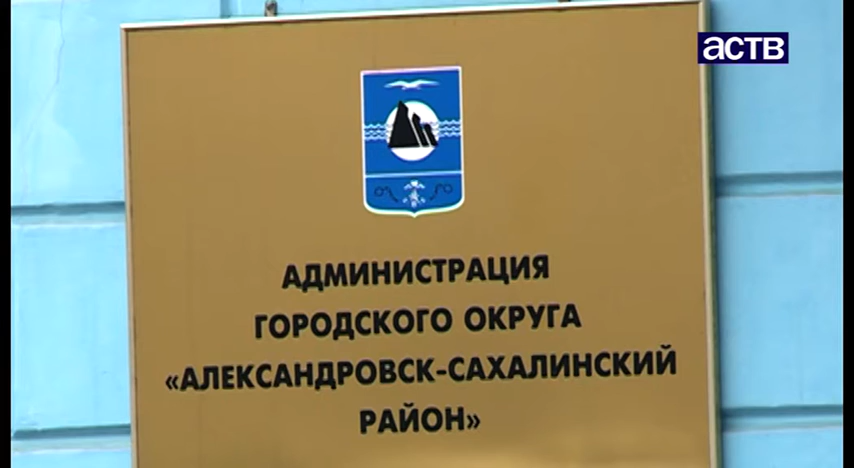 аств
АДМИНИСТРАЦИЯ
ГОРОДСКОГО ОКРУГА
«АЛЕКСАНДРОВСК-САХАЛИНСКИЙ
РАЙОН»